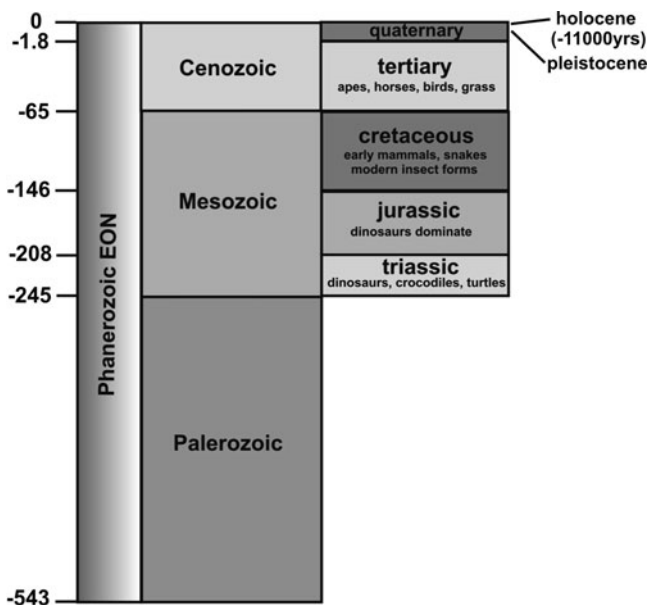 0
-1.8
-65
-146
-208
-245
-543
Phanerozoic EON
Cenozoic
Mesozoic
Palerozoic
quaternary
tertiary
apes, horses, birds, grass
cretaceous
early mammals, snakes
modern insect forms
jurassic
dinosaurs dominate
triassic
dinosaurs, crocodiles, turtles
holocene
(-11000yrs)
pleistocene